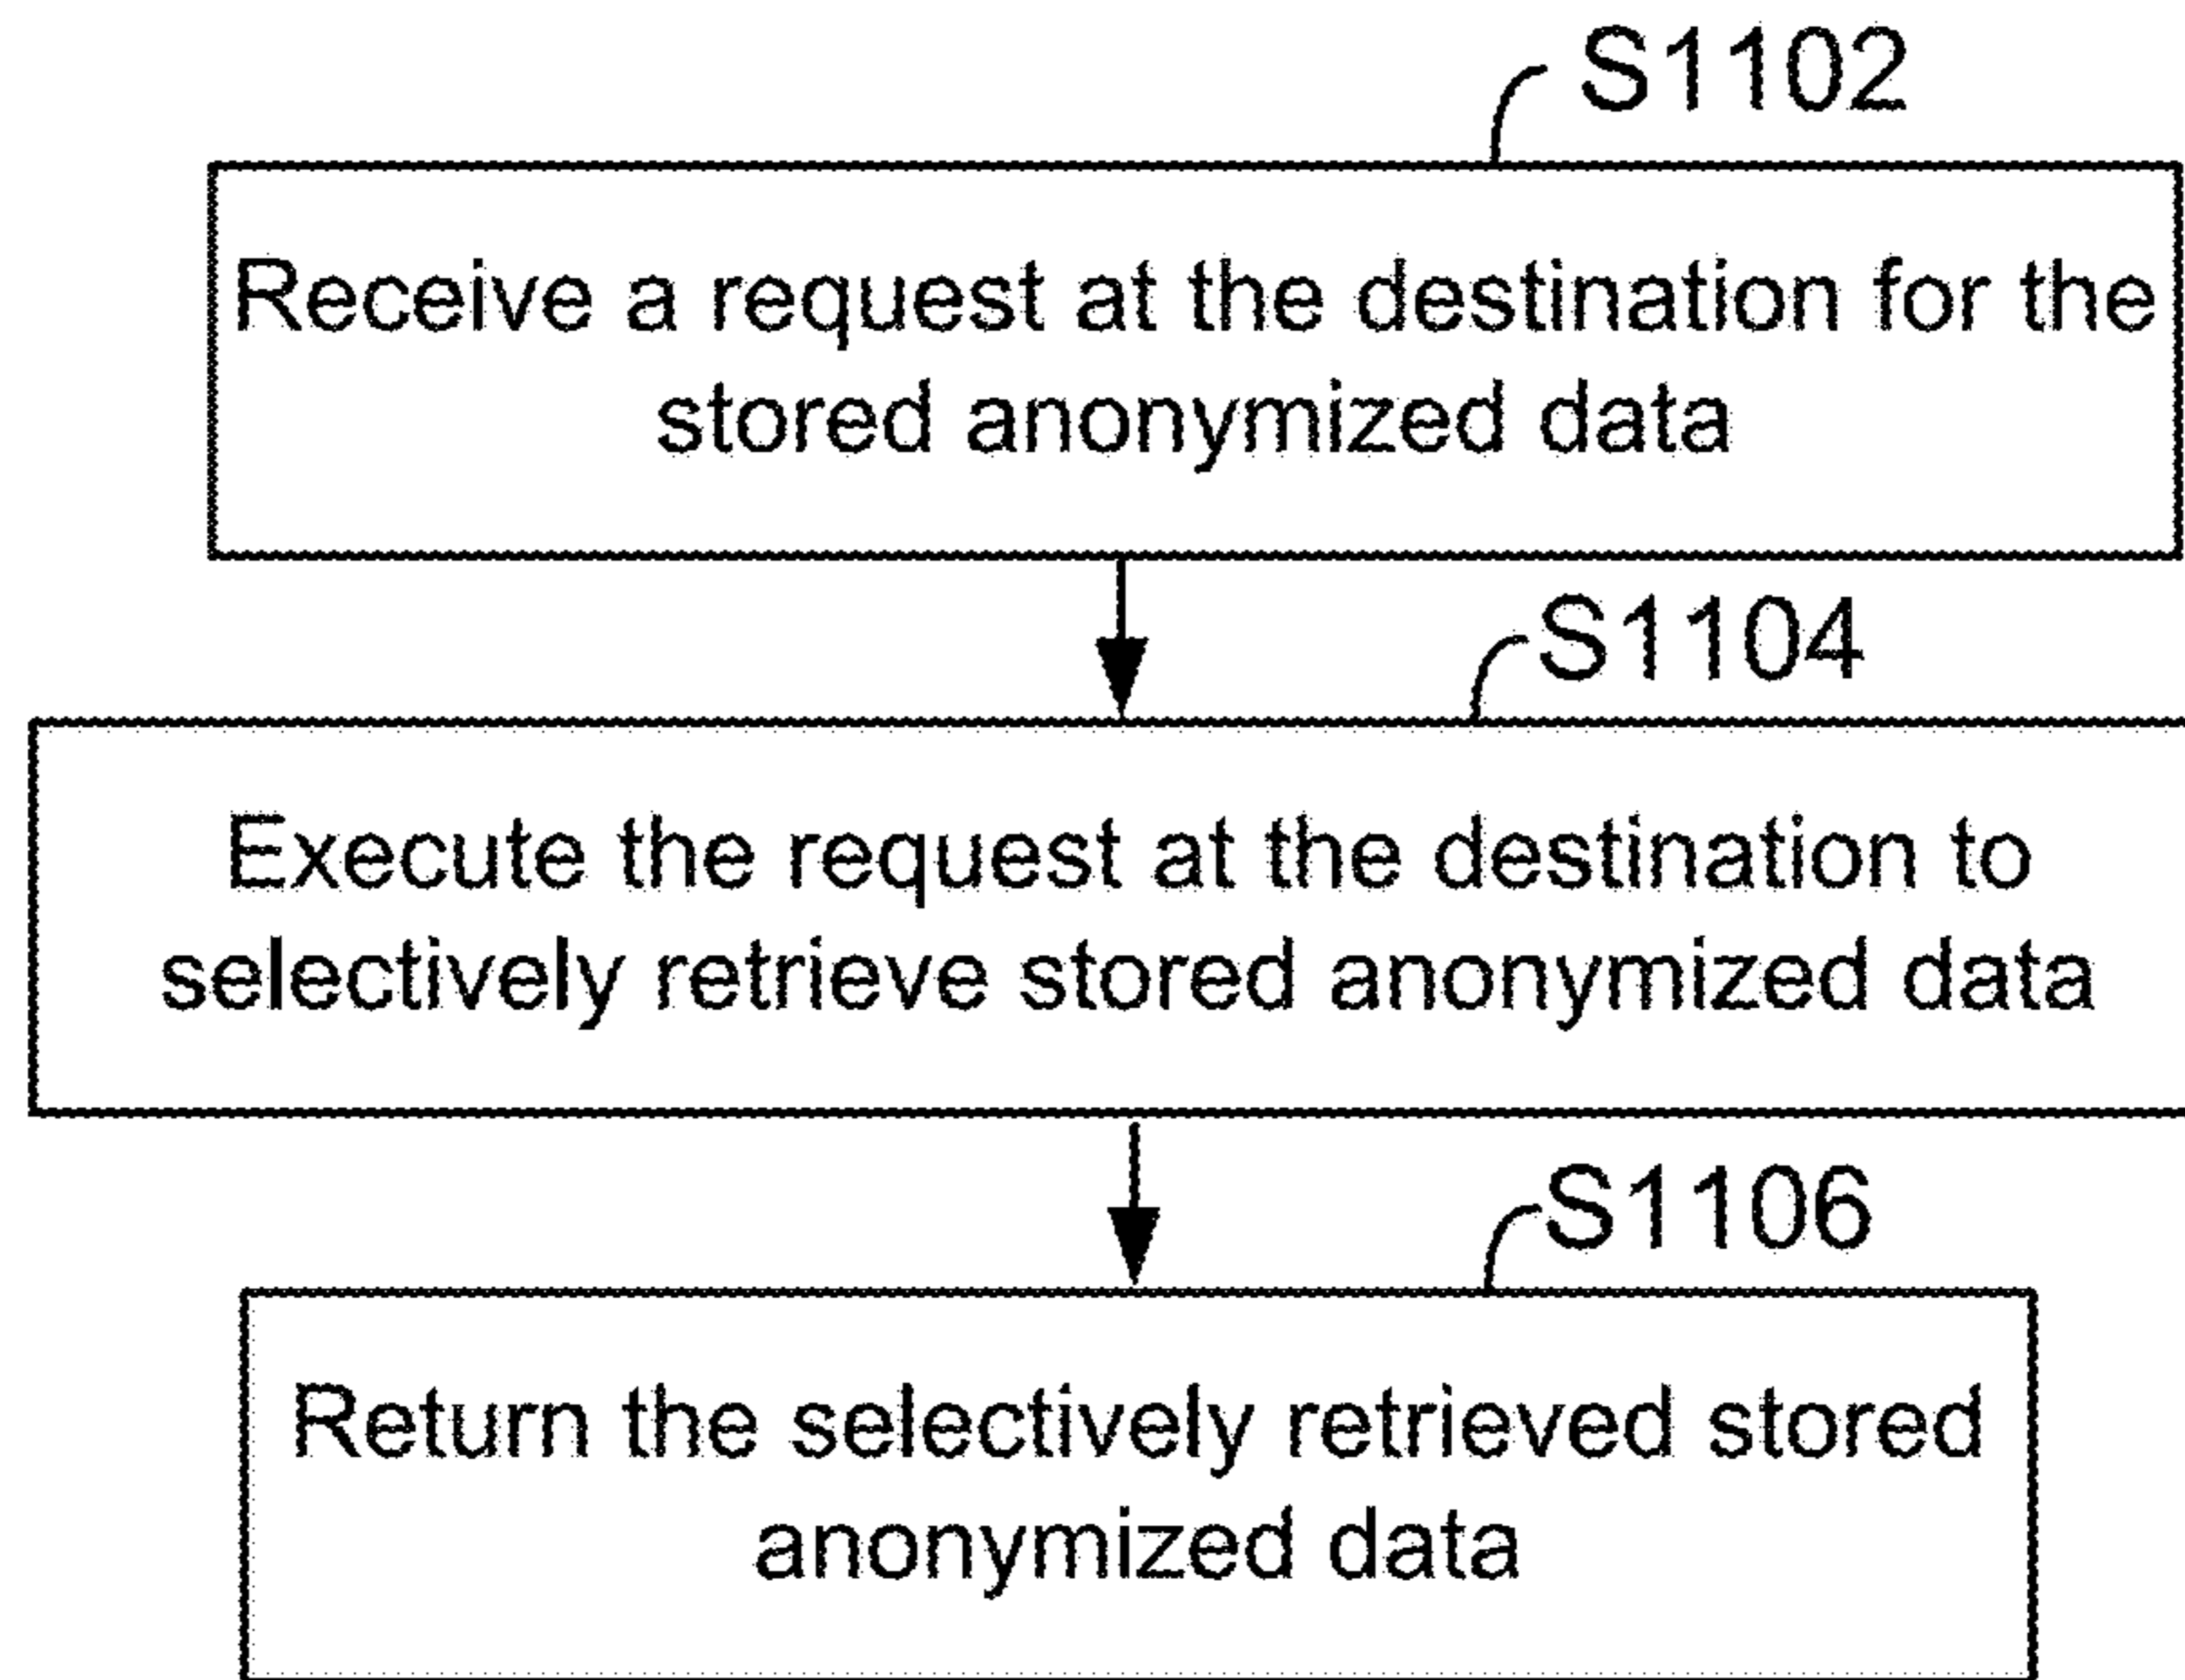 S1102
Receive a request at the destination for the
stored anonymized data
S1104
Execute the request at the destination to
selectively retrieve stored anonymized data
S1106
Return the selectively retrieved stored
anonymized data